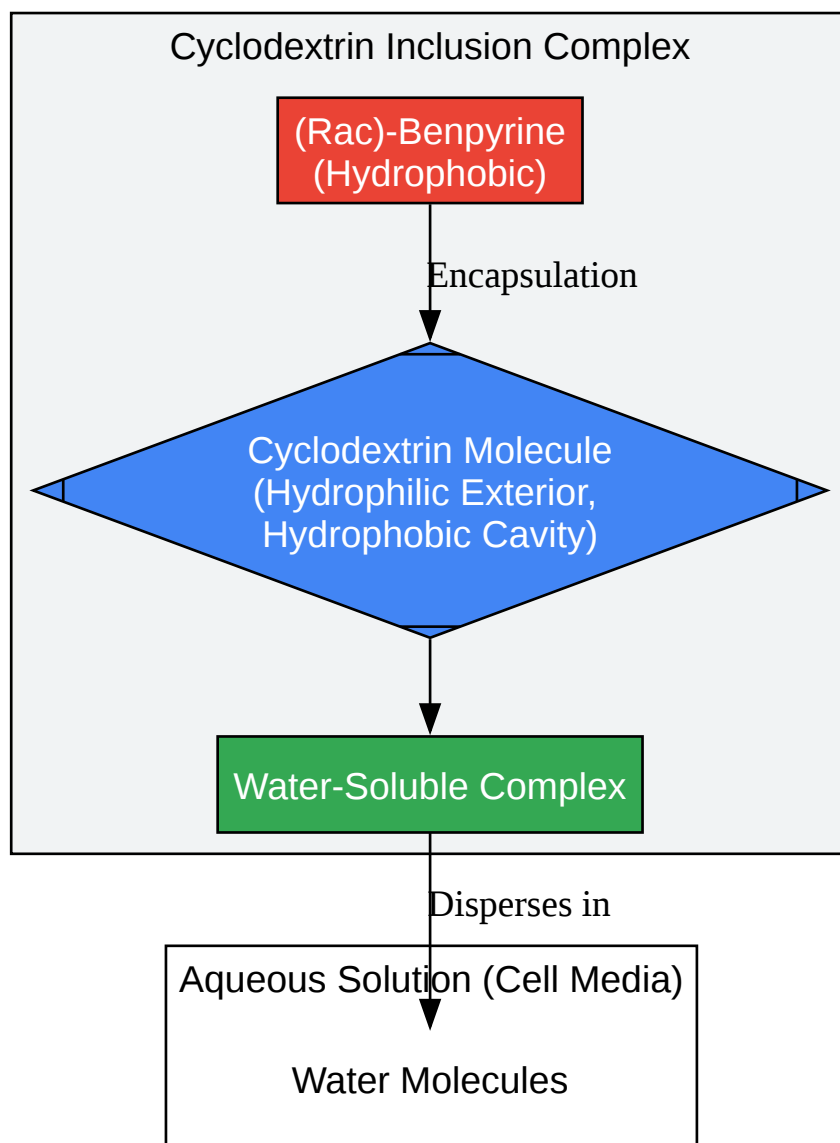 Cyclodextrin Inclusion Complex
(Rac)-Benpyrine
(Hydrophobic)
Encapsulation
Cyclodextrin Molecule
(Hydrophilic Exterior,
Hydrophobic Cavity)
Water-Soluble Complex
Disperses in
Aqueous Solution (Cell Media)
Water Molecules